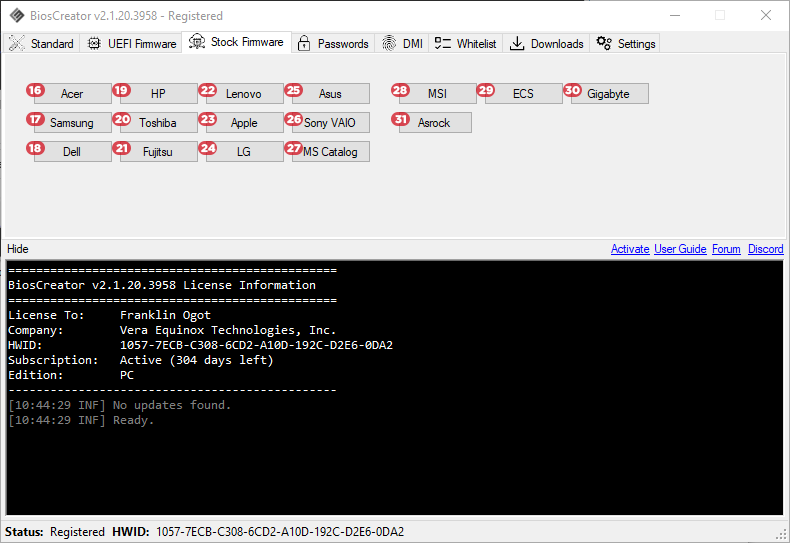 BiosCreator v2.1.20.3958 - Registered
Standard UEFI Firmware Stock Firmware Passwords DMI Whitelist Downloads Settings
16 Acer 19 HP 22 Lenovo 25 Asus 28 MSI 29 ECS 30 Gigabyte
17 Samsung 20 Toshiba 23 Apple 26 Sony VAIO 31 Asrock
18 Dell 21 Fujitsu 24 LG 27 MS Catalog
Hide Activate User Guide Forum Discord
===============================================
BiosCreator v2.1.20.3958 License Information
===============================================
License To: Franklin Ogot
Company: Vera Equinox Technologies, Inc.
HWID: 1057-7ECB-C308-6CD2-A10D-192C-D2E6-0DA2
Subscription: Active (304 days left)
Edition: PC
-----------------------------------------------
[10:44:29 INF] No updates found.
[10:44:29 INF] Ready.
Status: Registered HWID: 1057-7ECB-C308-6CD2-A10D-192C-D2E6-0DA2